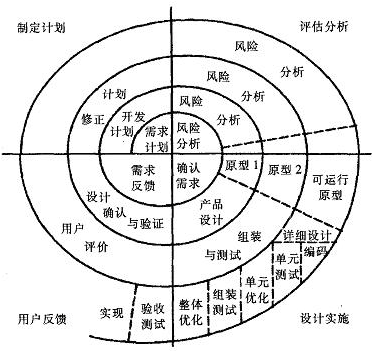 制定计划
评估分析
风险
分析
计划
修正
风险
分析
开发
计划
风险
分析
需求
计划
风险
分析
需求
反馈
确认
需求
原型1
原型2
可运行
原型
设计
确认
与验证
产品
设计
用户
评价
组装
与测试
详细设计
编码
单元
测试
单元
优化
组装
测试
整体
优化
验收
测试
实现
用户反馈
设计实施